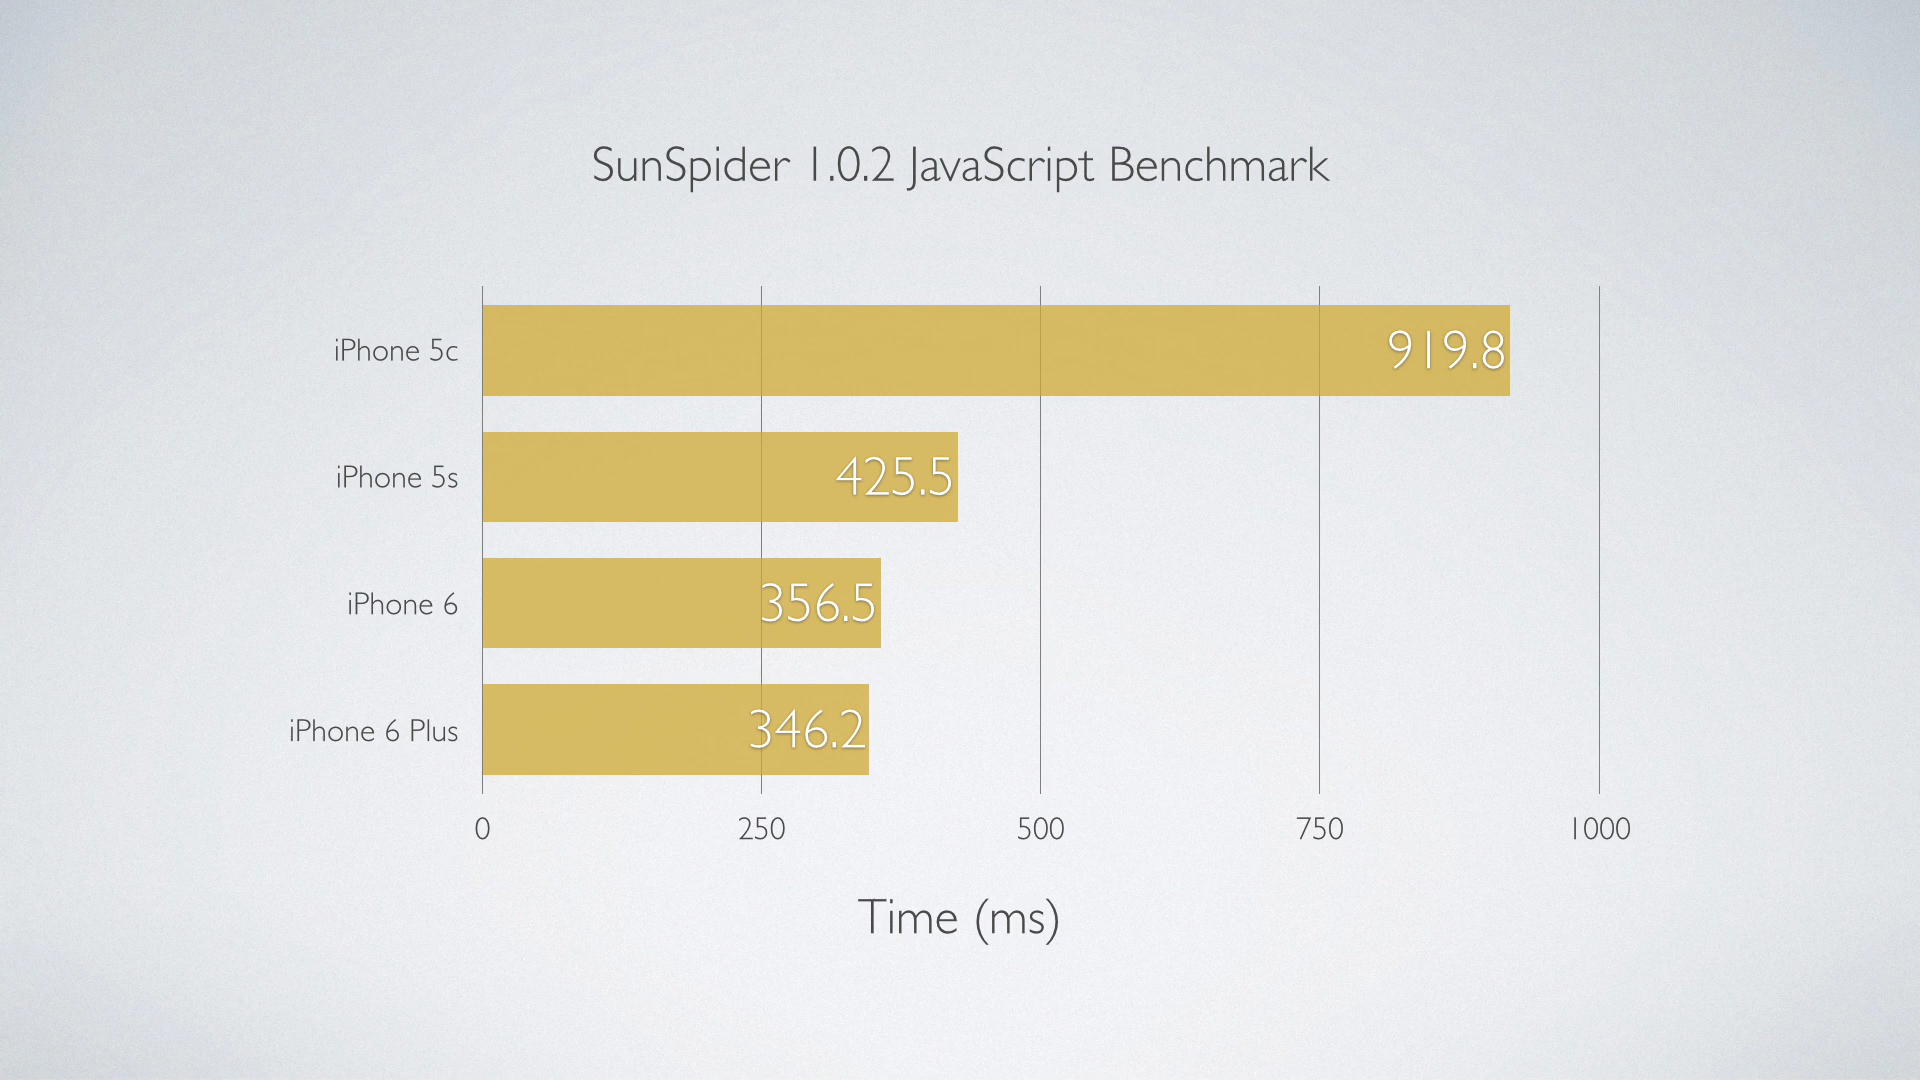 SunSpider 1.0.2 JavaScript Benchmark
iPhone 5c 919.8
iPhone 5s 425.5
iPhone 6 356.5
iPhone 6 Plus 346.2
0 250 500 750 1000
Time (ms)